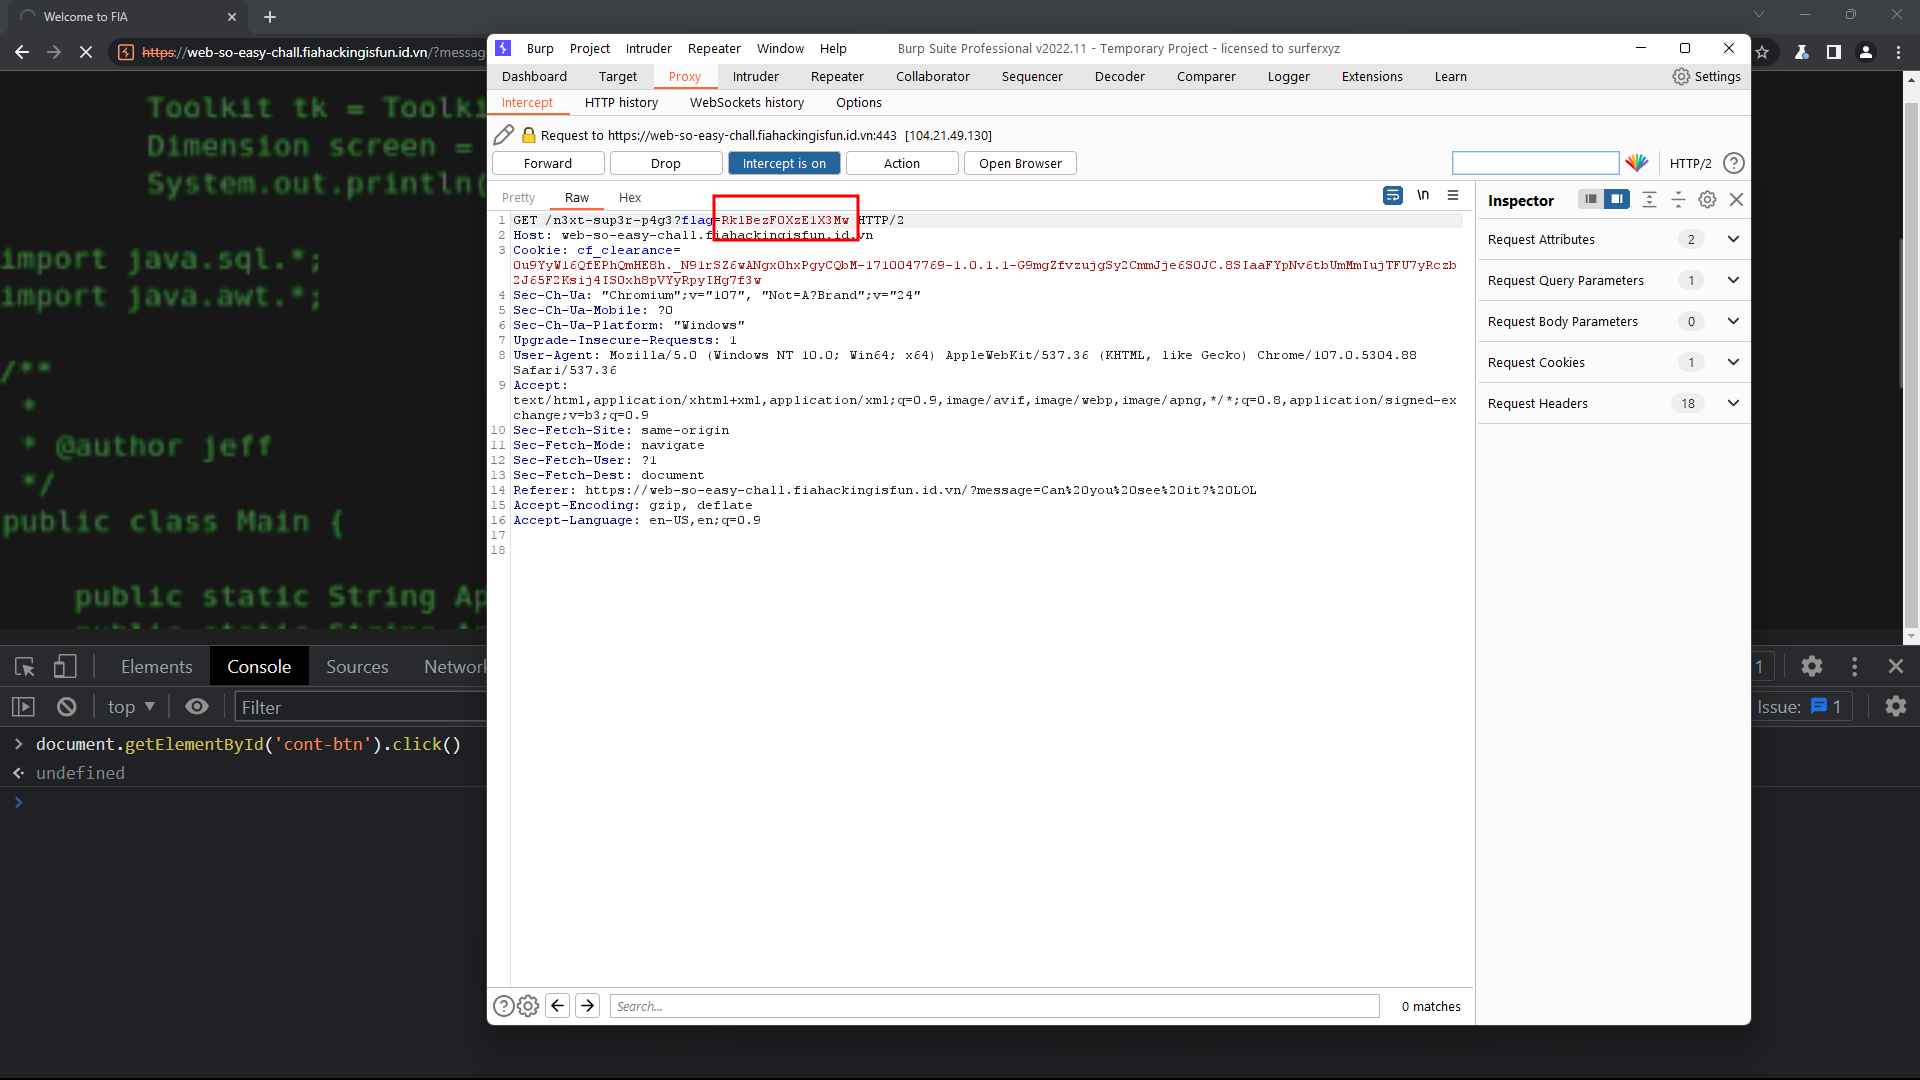 Welcome to FIA
https://web-so-easy-chall.fiahackingisfun.id.vn/?messag
Toolkit tk = Toolki
Dimension screen =
System.out.println(
import java.sql.*;
import java.awt.*;
/**
*
* @author jeff
*/
public class Main {
public static String Ap
Elements Console Sources Network
1
top ▼ Filter
Issue: 1
> document.getElementById('cont-btn').click()
undefined
>
Burp Project Intruder Repeater Window Help Burp Suite Professional v2022.11 - Temporary Project - licensed to surferxyz
Dashboard Target Proxy Intruder Repeater Collaborator Sequencer Decoder Comparer Logger Extensions Learn Settings
Intercept HTTP history WebSockets history Options
Request to https://web-so-easy-chall.fiahackingisfun.id.vn:443 [104.21.49.130]
Forward Drop Intercept is on Action Open Browser HTTP/2 ?
Pretty Raw Hex \n
1 GET /n3xt-sup3r-p4g3?flag=Rk1BezF0XzE1X3Mw HTTP/2
2 Host: web-so-easy-chall.fiahackingisfun.id.vn
3 Cookie: cf_clearance=
4 Sec-Ch-Ua: "Chromium";v="107", "Not=A?Brand";v="24"
5 Sec-Ch-Ua-Mobile: ?0
6 Sec-Ch-Ua-Platform: "Windows"
7 Upgrade-Insecure-Requests: 1
8 User-Agent: Mozilla/5.0 (Windows NT 10.0; Win64; x64) AppleWebKit/537.36 (KHTML, like Gecko) Chrome/107.0.5304.88
Safari/537.36
9 Accept:
text/html,application/xhtml+xml,application/xml;q=0.9,image/avif,image/webp,image/apng,*/*;q=0.8,application/signed-ex
change;v=b3;q=0.9
10 Sec-Fetch-Site: same-origin
11 Sec-Fetch-Mode: navigate
12 Sec-Fetch-User: ?1
13 Sec-Fetch-Dest: document
14 Referer: https://web-so-easy-chall.fiahackingisfun.id.vn/?message=Can%20you%20see%20it?%20LOL
15 Accept-Encoding: gzip, deflate
16 Accept-Language: en-US,en;q=0.9
17
18
Inspector
Request Attributes 2
Request Query Parameters 1
Request Body Parameters 0
Request Cookies 1
Request Headers 18
Search... 0 matches